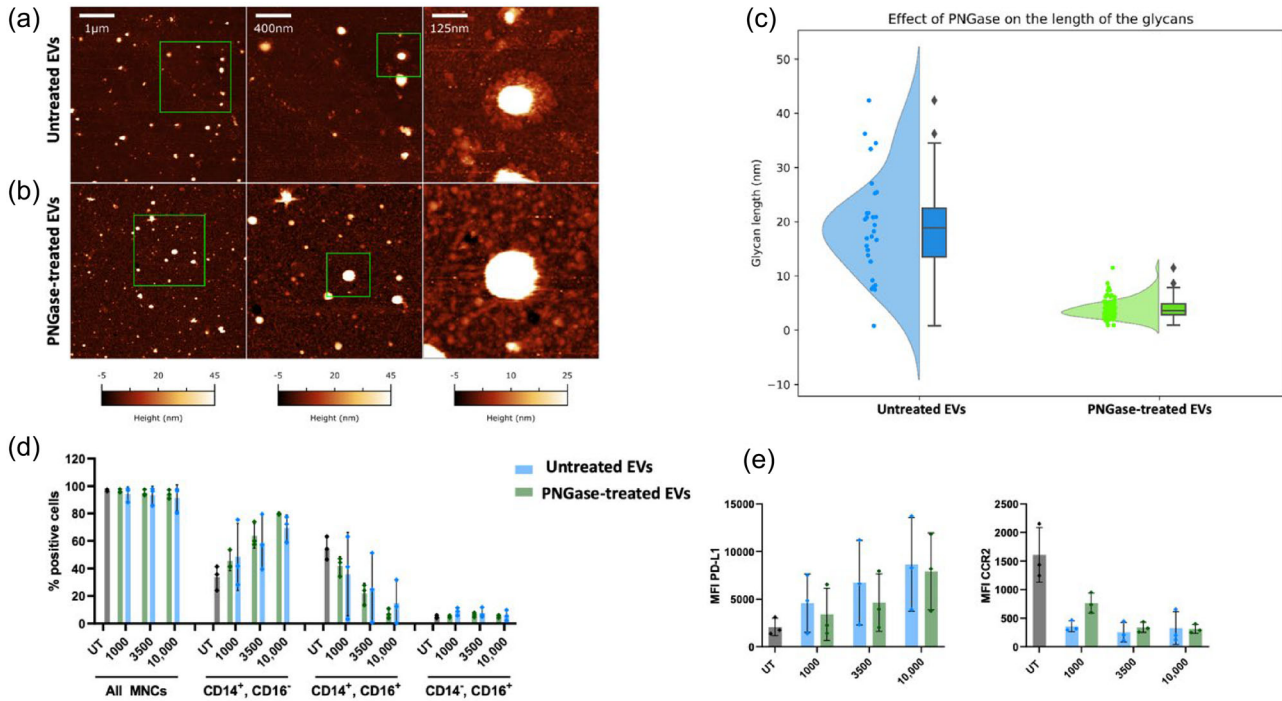 (a)
Untreated EVs
1µm
400nm
125nm
(b)
PNGase-treated EVs
-5 20 45
Height (nm)
-5 20 45
Height (nm)
-5 10 25
Height (nm)
(c)
Effect of PNGase on the length of the glycans
Glycan length (nm)
50
40
30
20
10
0
−10
Untreated EVs
PNGase-treated EVs
(d)
% positive cells
120
100
80
60
40
20
0
UT 1000 3500 10,000 UT 1000 3500 10,000 UT 1000 3500 10,000 UT 1000 3500 10,000
All MNCs CD14+, CD16- CD14+, CD16+ CD14-, CD16+
Untreated EVs
PNGase-treated EVs
(e)
MFI PD-L1
15000
10000
5000
0
UT 1000 3500 10,000
MFI CCR2
2500
2000
1500
1000
500
0
UT 1000 3500 10,000